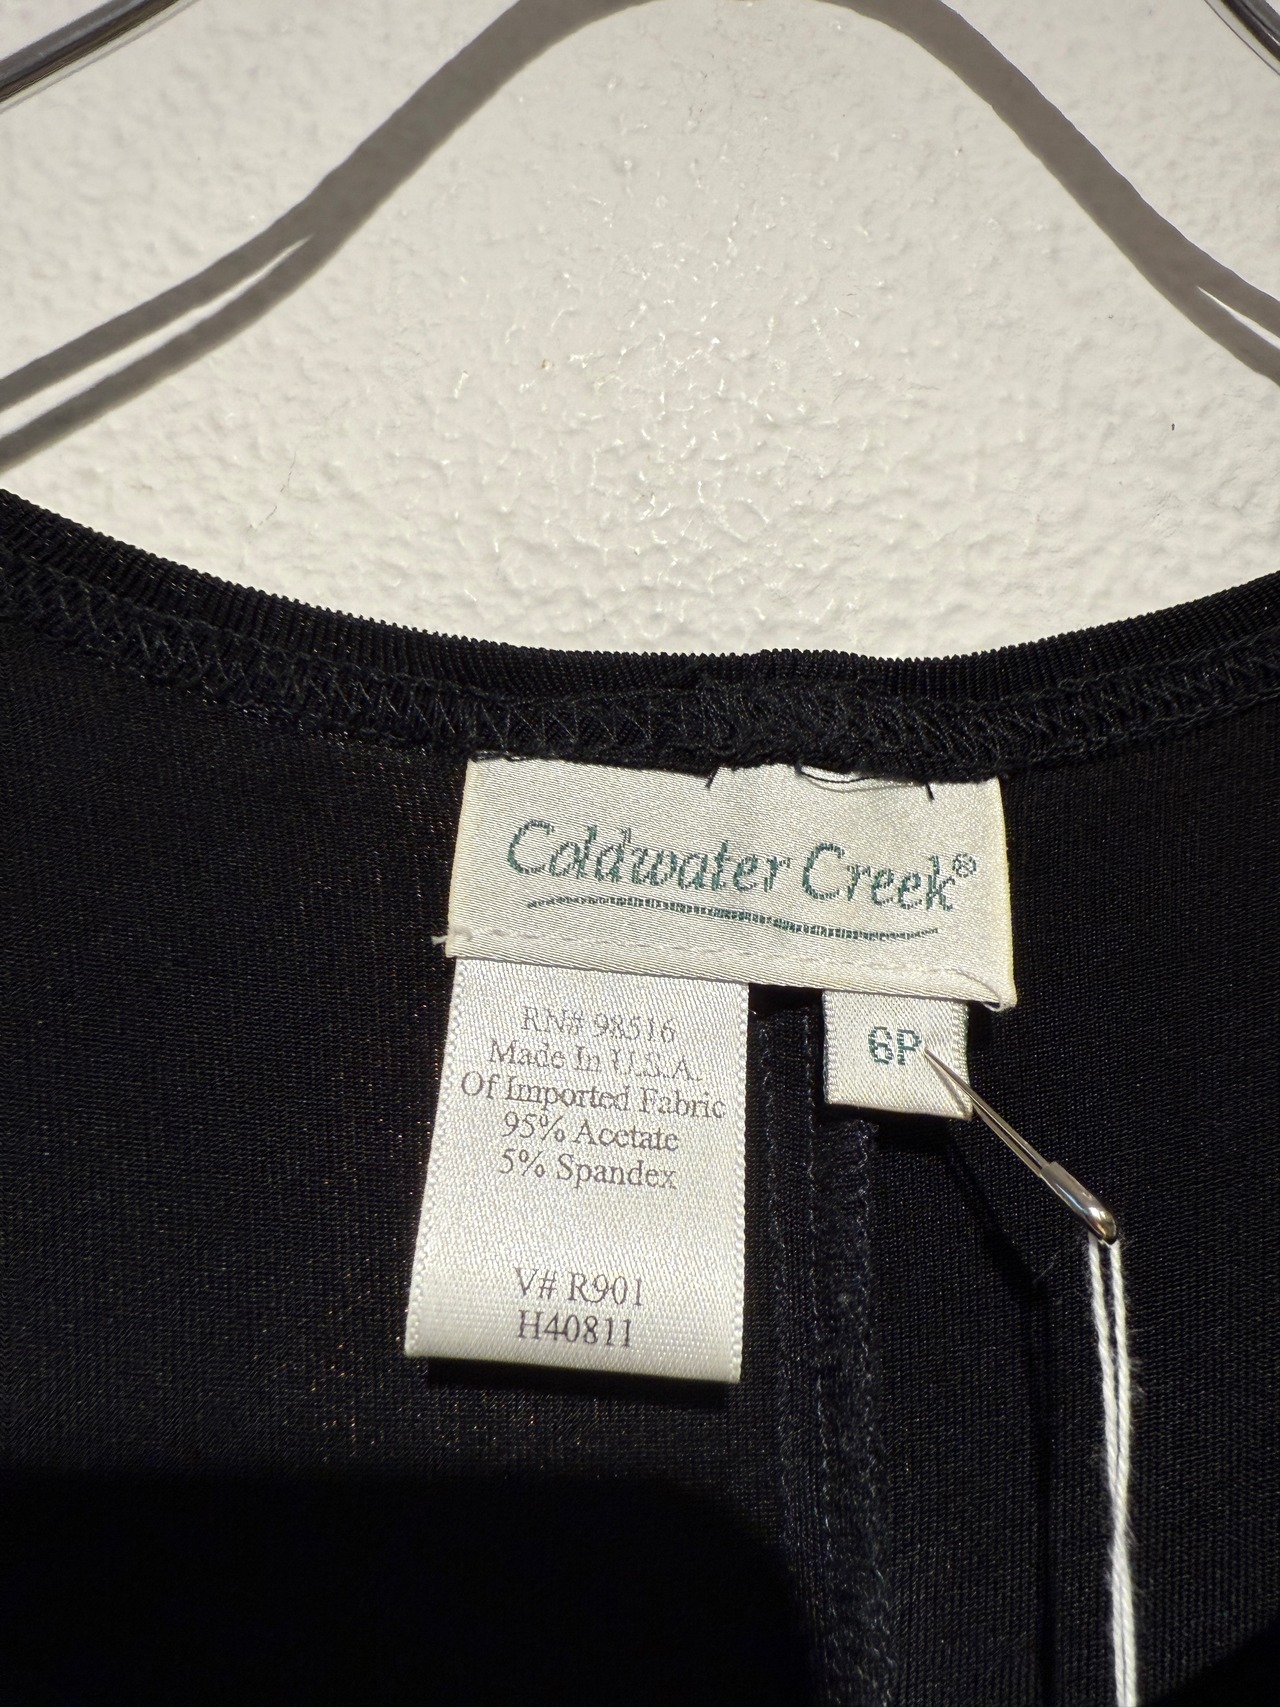 Coldwater Creek®
RN# 98516
Made In U.S.A.
Of Imported Fabric
95% Acetate
5% Spandex
V# R901
H40811
6P